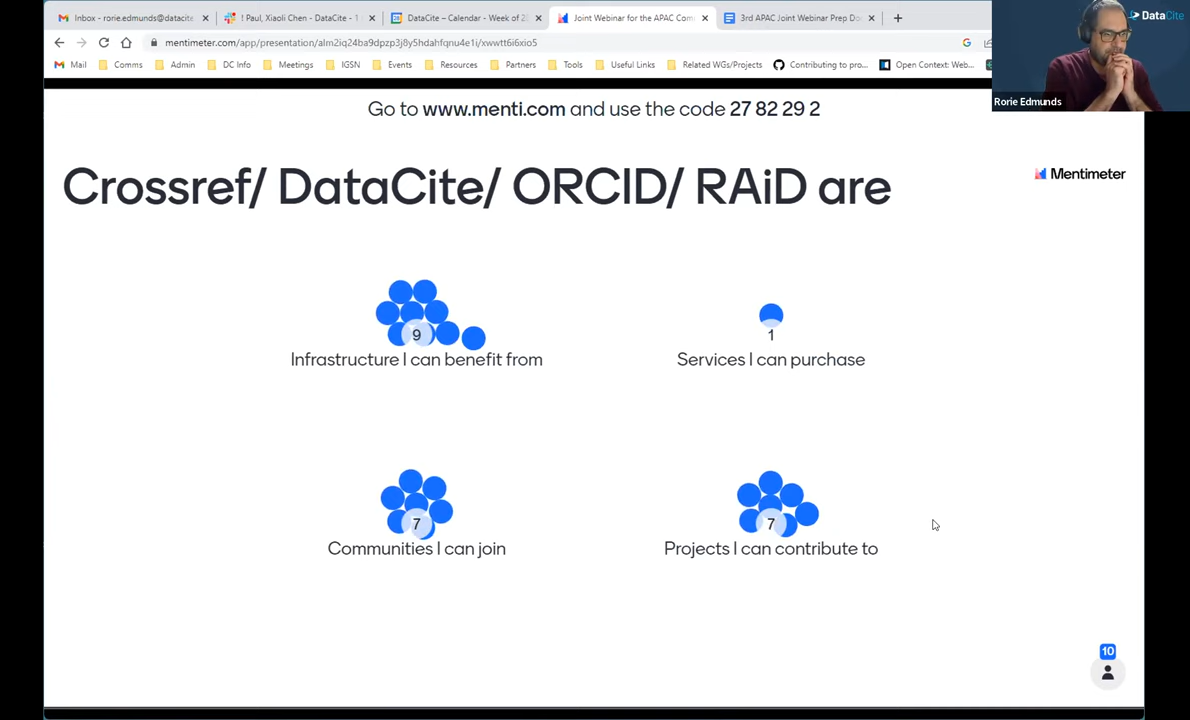 Inbox - rorie.edmunds@datacite
! Paul, Xiaoli Chen - DataCite - 1
DataCite – Calendar - Week of 2
Joint Webinar for the APAC Com
3rd APAC Joint Webinar Prep Do
mentimeter.com/app/presentation/alm2iq24ba9dpzp3j8y5hdahfqnu4e1i/xwwtt6i6xio5
Mail
Comms
Admin
DC Info
Meetings
IGSN
Events
Resources
Partners
Tools
Useful Links
Related WGs/Projects
Contributing to pro...
Open Context: Web...
DataCite
Rorie Edmunds
Go to www.menti.com and use the code 27 82 29 2
Crossref/ DataCite/ ORCID/ RAiD are
Mentimeter
9
Infrastructure I can benefit from
1
Services I can purchase
7
Communities I can join
7
Projects I can contribute to
10